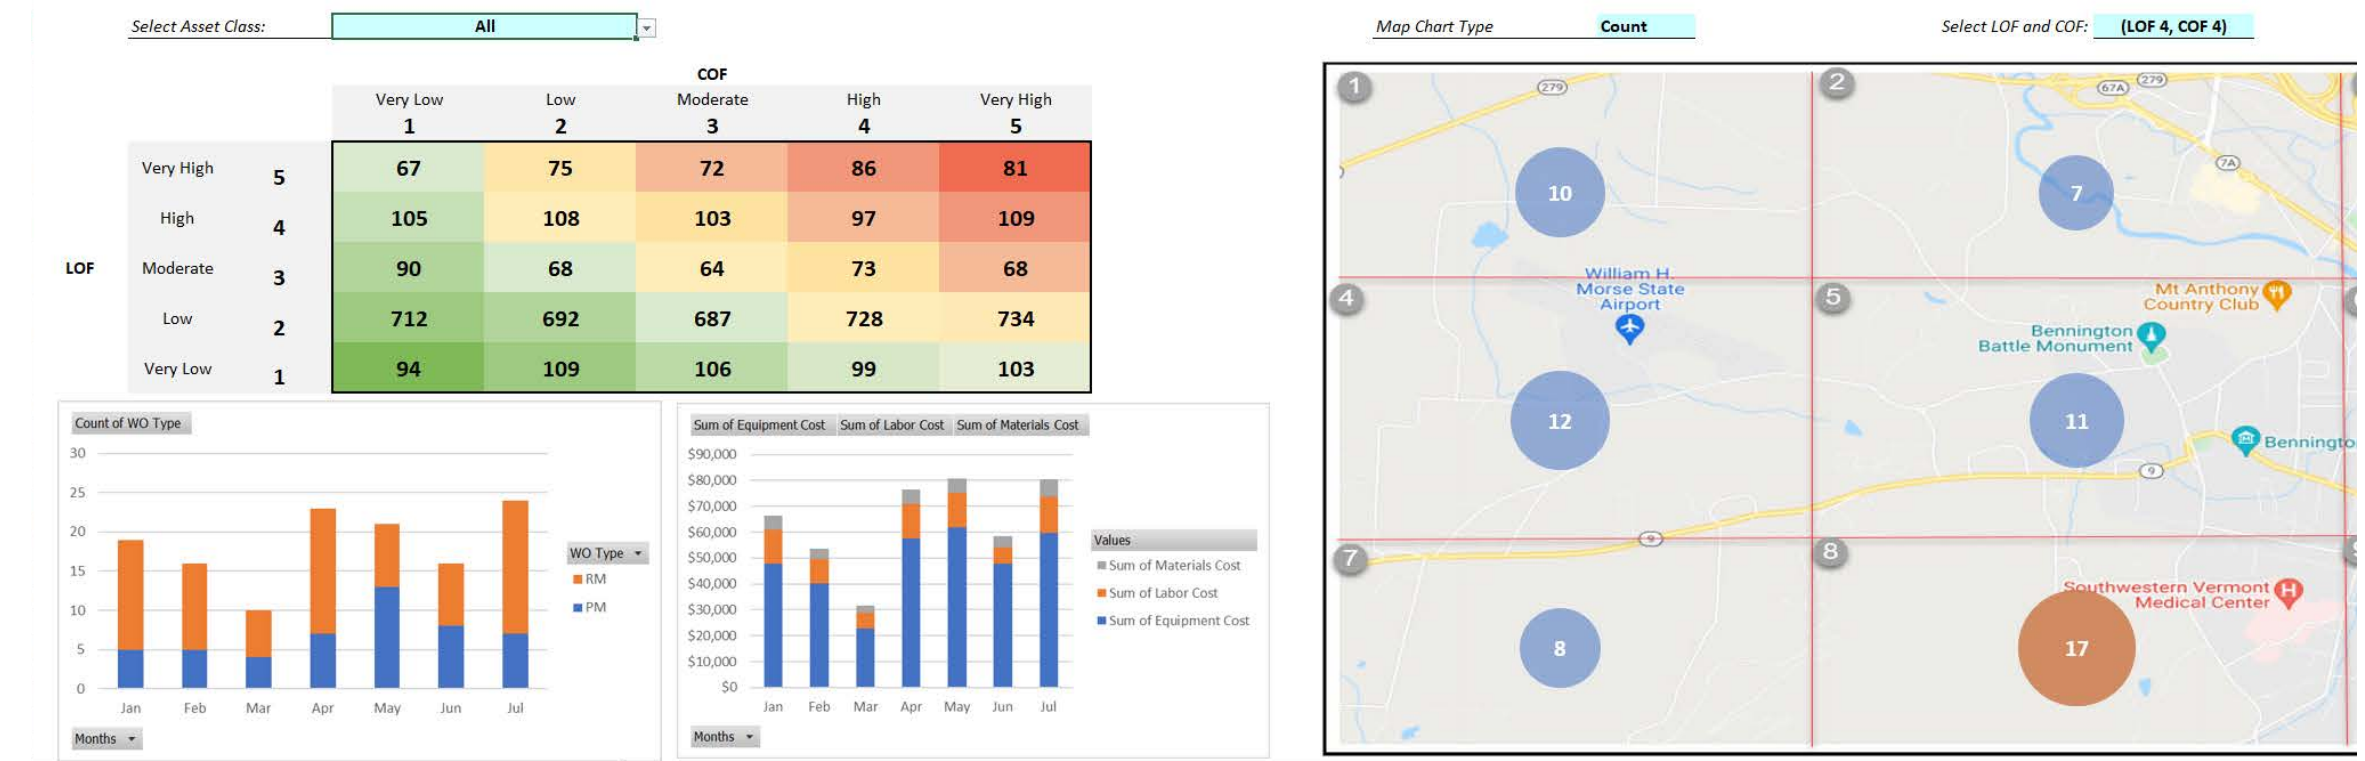 Select Asset Class: All
Map Chart Type Count Select LOF and COF: (LOF 4, COF 4)
COF
Very Low Low Moderate High Very High
1 2 3 4 5
Very High 5 67 75 72 86 81
High 4 105 108 103 97 109
LOF Moderate 3 90 68 64 73 68
Low 2 712 692 687 728 734
Very Low 1 94 109 106 99 103
Count of WO Type
30
25
20
15
10
5
0
Jan Feb Mar Apr May Jun Jul
WO Type
RM
PM
Months
Sum of Equipment Cost Sum of Labor Cost Sum of Materials Cost
$90,000
$80,000
$70,000
$60,000
$50,000
$40,000
$30,000
$20,000
$10,000
$0
Jan Feb Mar Apr May Jun Jul
Values
Sum of Materials Cost
Sum of Labor Cost
Sum of Equipment Cost
Months
1 279 2 67A 279
7A
10 7
William H.
Morse State
Airport
4 5
Mt Anthony
Country Club
Bennington
Battle Monument
12 11
Benningto
9
9
7 8
Southwestern Vermont
Medical Center
H
8 17